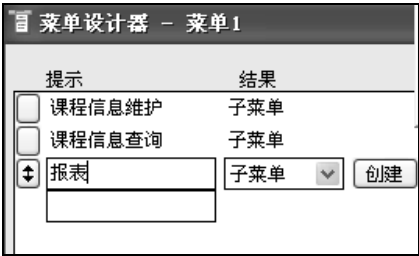 菜单设计器 - 菜单1
提示 结果
课程信息维护 子菜单
课程信息查询 子菜单
报表 子菜单 创建